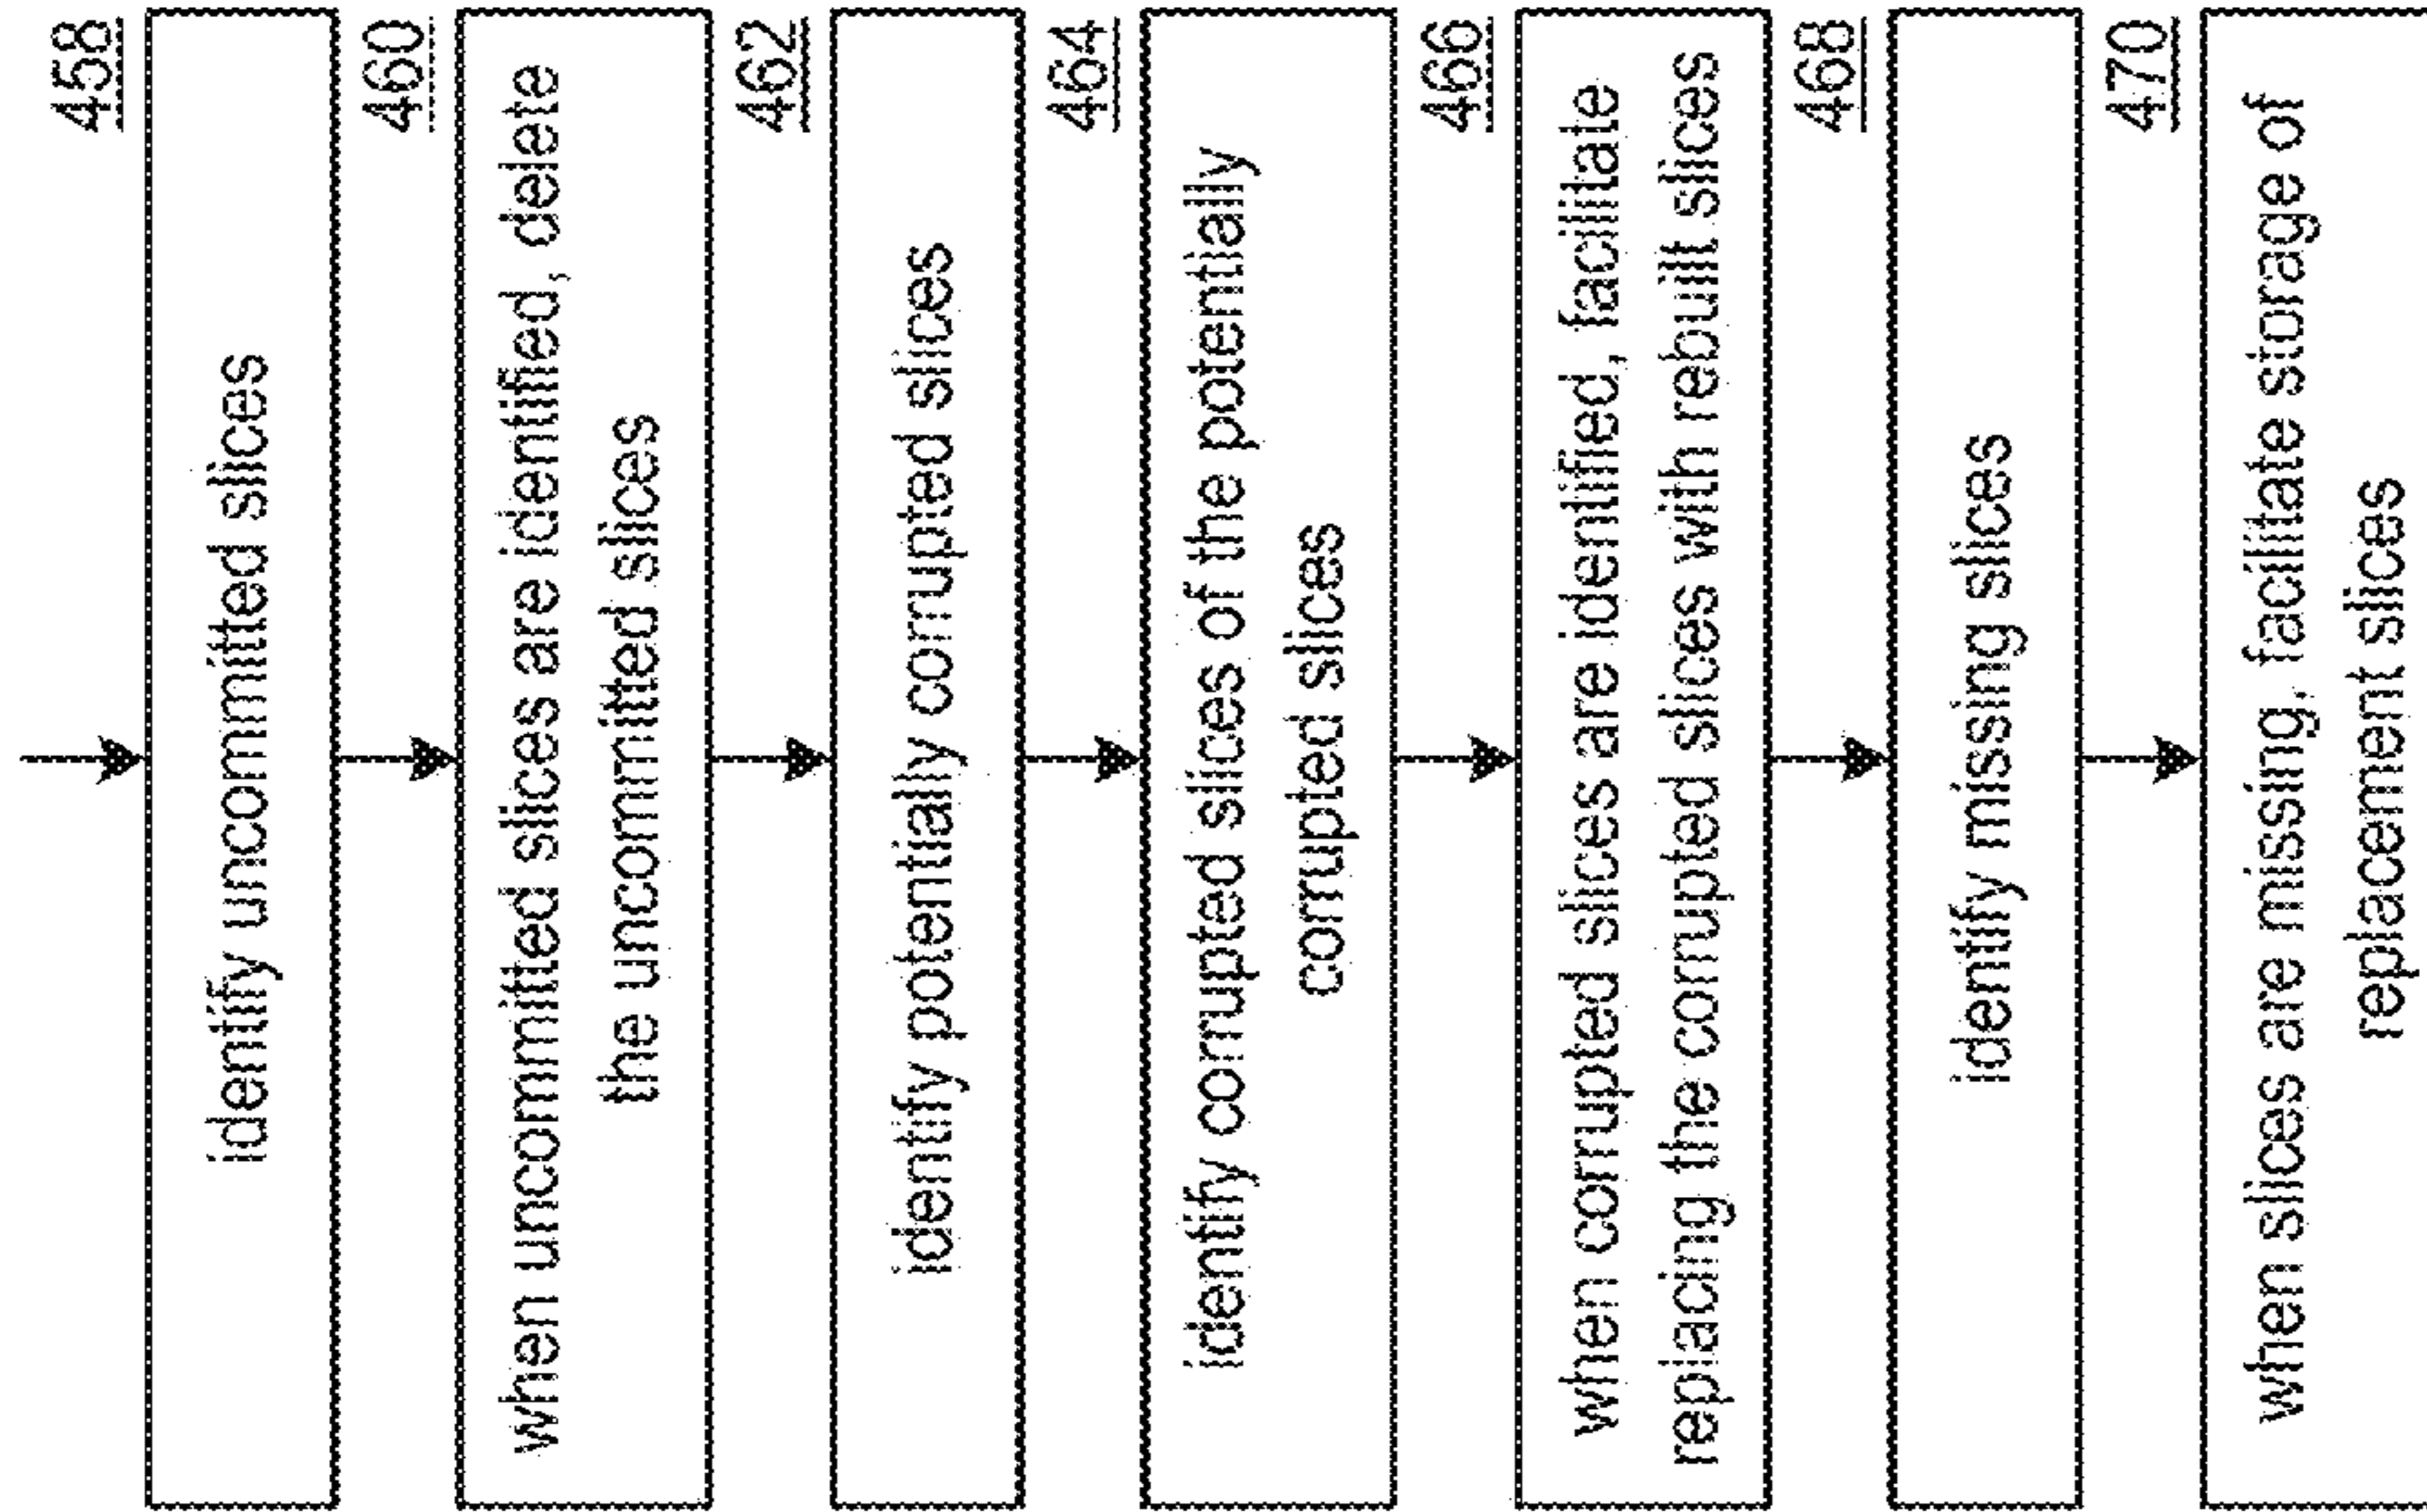 458
identify uncommitted slices
460
when uncommitted slices are identified, delete
the uncommitted slices
462
identify potentially corrupted slices
464
identify corrupted slices of the potentially
corrupted slices
466
when corrupted slices are identified, facilitate
replacing the corrupted slices with rebuilt slices
468
identify missing slices
470
when slices are missing, facilitate storage of
replacement slices